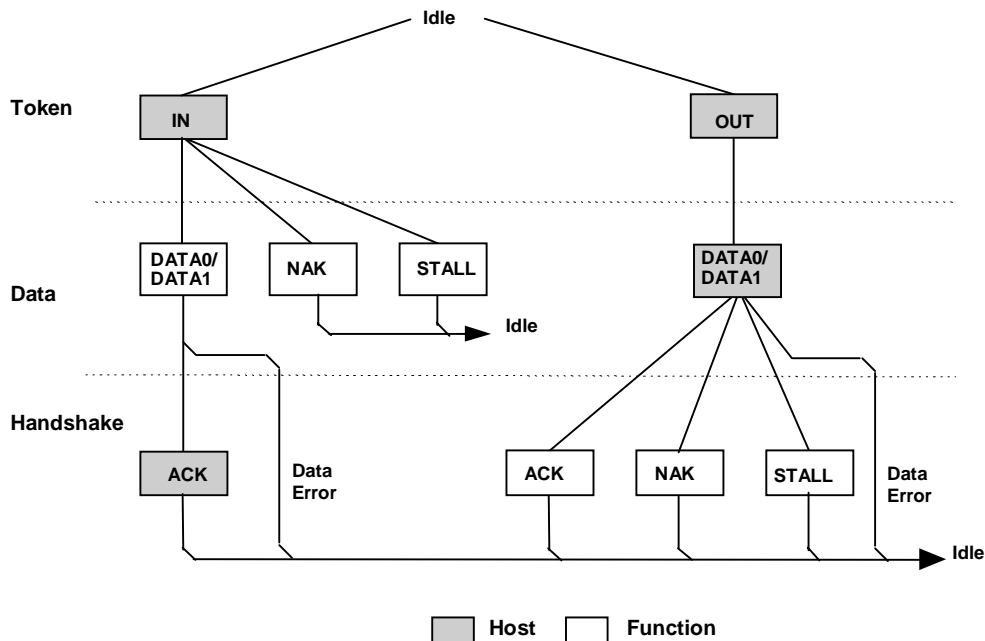 Idle
Token
IN
OUT
DATA0/
DATA1
NAK
STALL
DATA0/
DATA1
Data
Idle
Handshake
ACK
Data
Error
ACK
NAK
STALL
Data
Error
Idle
Host
Function